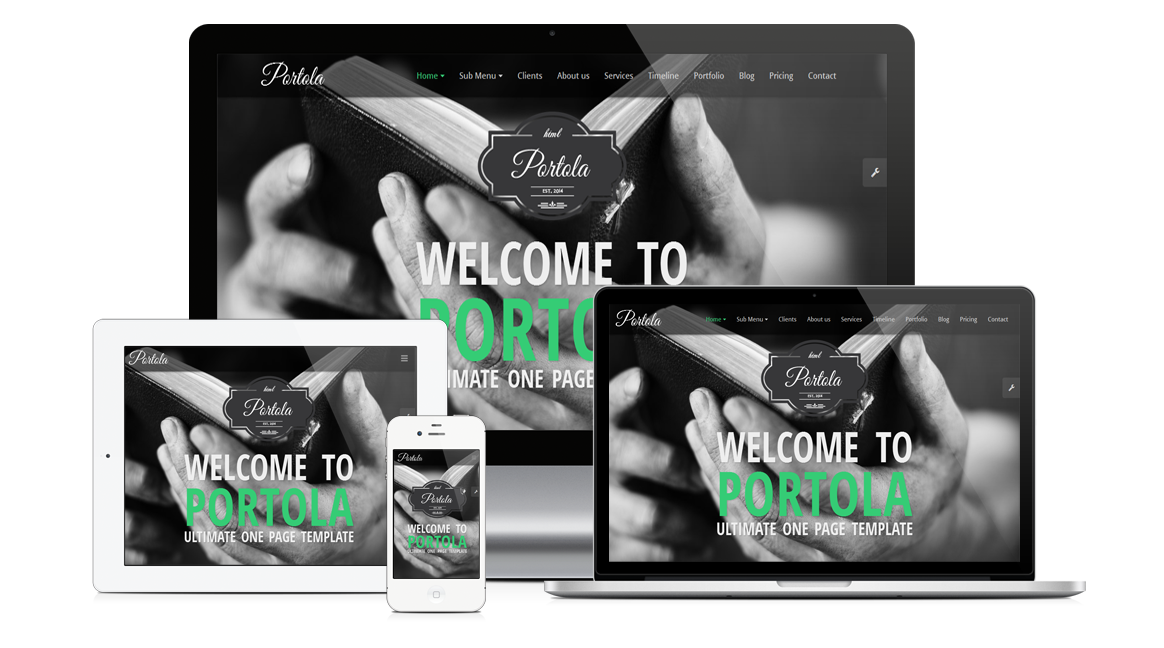 Portola
Home Sub Menu Clients About us Services Timeline Portfolio Blog Pricing Contact
html
Portola
EST. 2014
WELCOME TO
PORTO
IMATE ONE PAGE
Portola
Home Sub Menu Clients About us Services Timeline Portfolio Blog Pricing Contact
html
Portola
EST. 2014
WELCOME TO
PORTOLA
ULTIMATE ONE PAGE TEMPLATE
Portola
html
Portola
EST. 2014
WELCOME TO
PORTOLA
ULTIMATE ONE PAGE TEMPLATE
Portola
Portola
WELCOME TO
PORTOLA
ULTIMATE ONE PAGE TEMPLATE